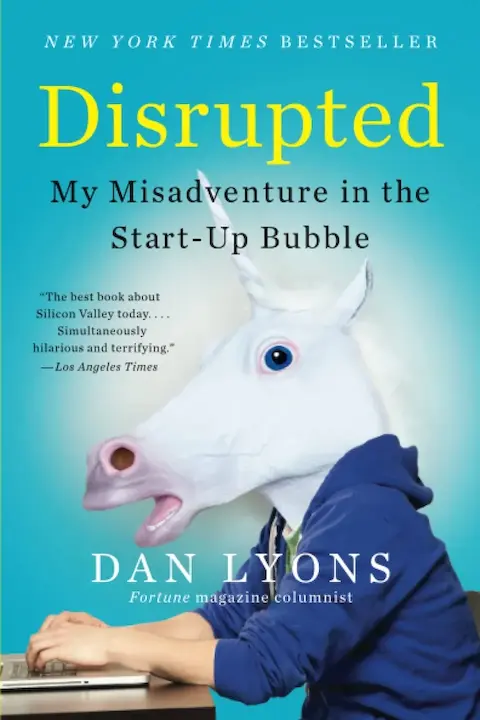 NEW YORK TIMES BESTSELLER
Disrupted
My Misadventure in the
Start-Up Bubble
“The best book about
Silicon Valley today. . . .
Simultaneously
hilarious and terrifying.”
—Los Angeles Times
DAN LYONS
Fortune magazine columnist